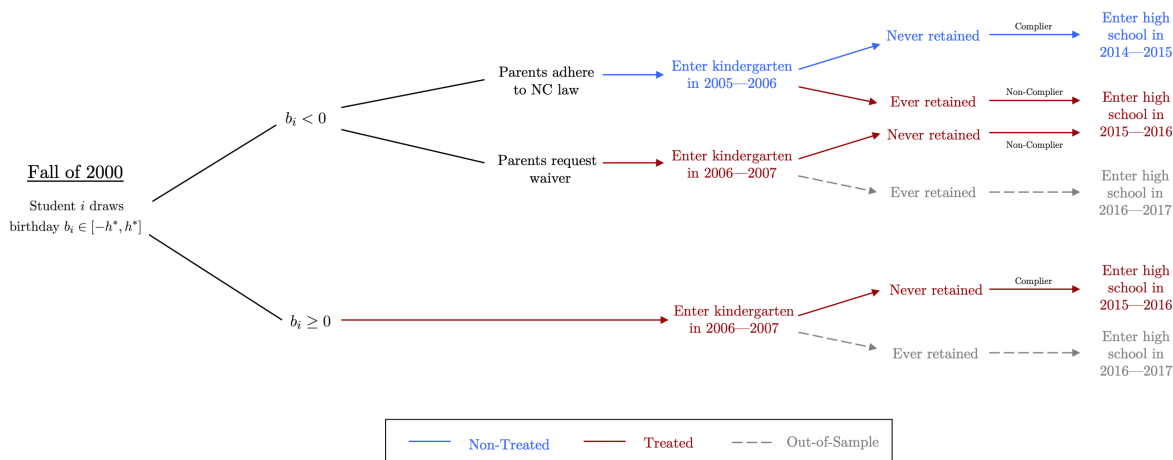 Fall of 2000
Student i draws
birthday b_i ∈ [−h*, h*]
b_i < 0
Parents adhere
to NC law
Enter kindergarten
in 2005—2006
Never retained
Complier
Enter high
school in
2014—2015
Ever retained
Non-Complier
Enter high
school in
2015—2016
Parents request
waiver
Enter kindergarten
in 2006—2007
Never retained
Non-Complier
Ever retained
Enter high
school in
2016—2017
b_i ≥ 0
Enter kindergarten
in 2006—2007
Never retained
Complier
Enter high
school in
2015—2016
Ever retained
Enter high
school in
2016—2017
Non-Treated
Treated
Out-of-Sample